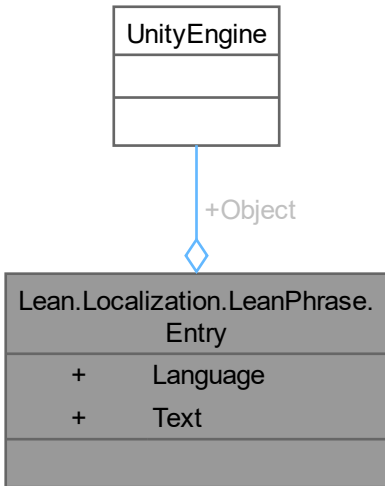 UnityEngine
+Object
Lean.Localization.LeanPhrase.
Entry
+ Language
+ Text